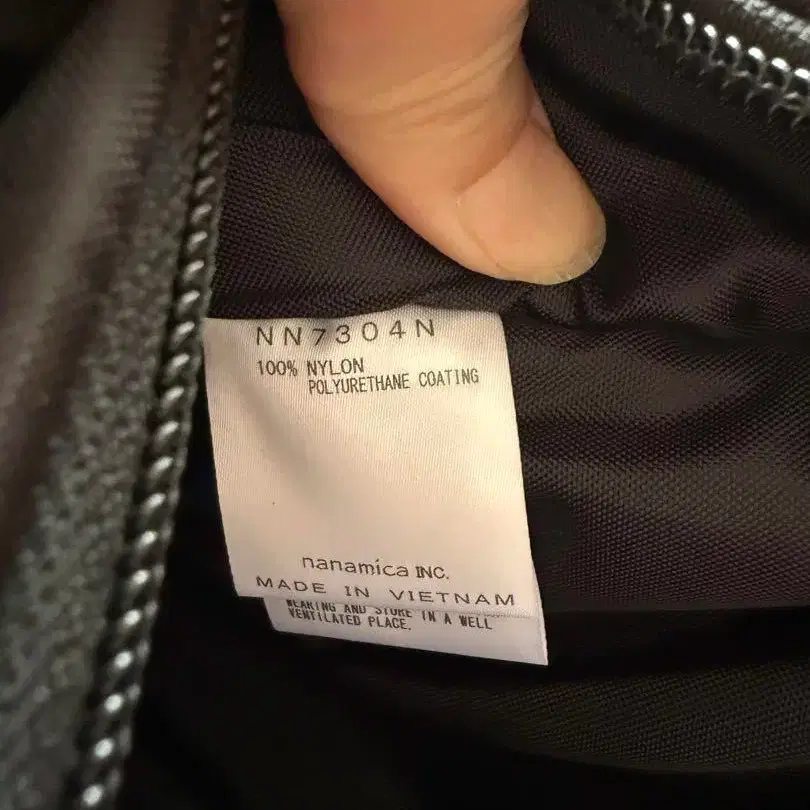 NN7304N
100% NYLON
POLYURETHANE COATING
nanamica INC.
MADE IN VIETNAM
WEARING AND STORE IN A WELL
VENTILATED PLACE.